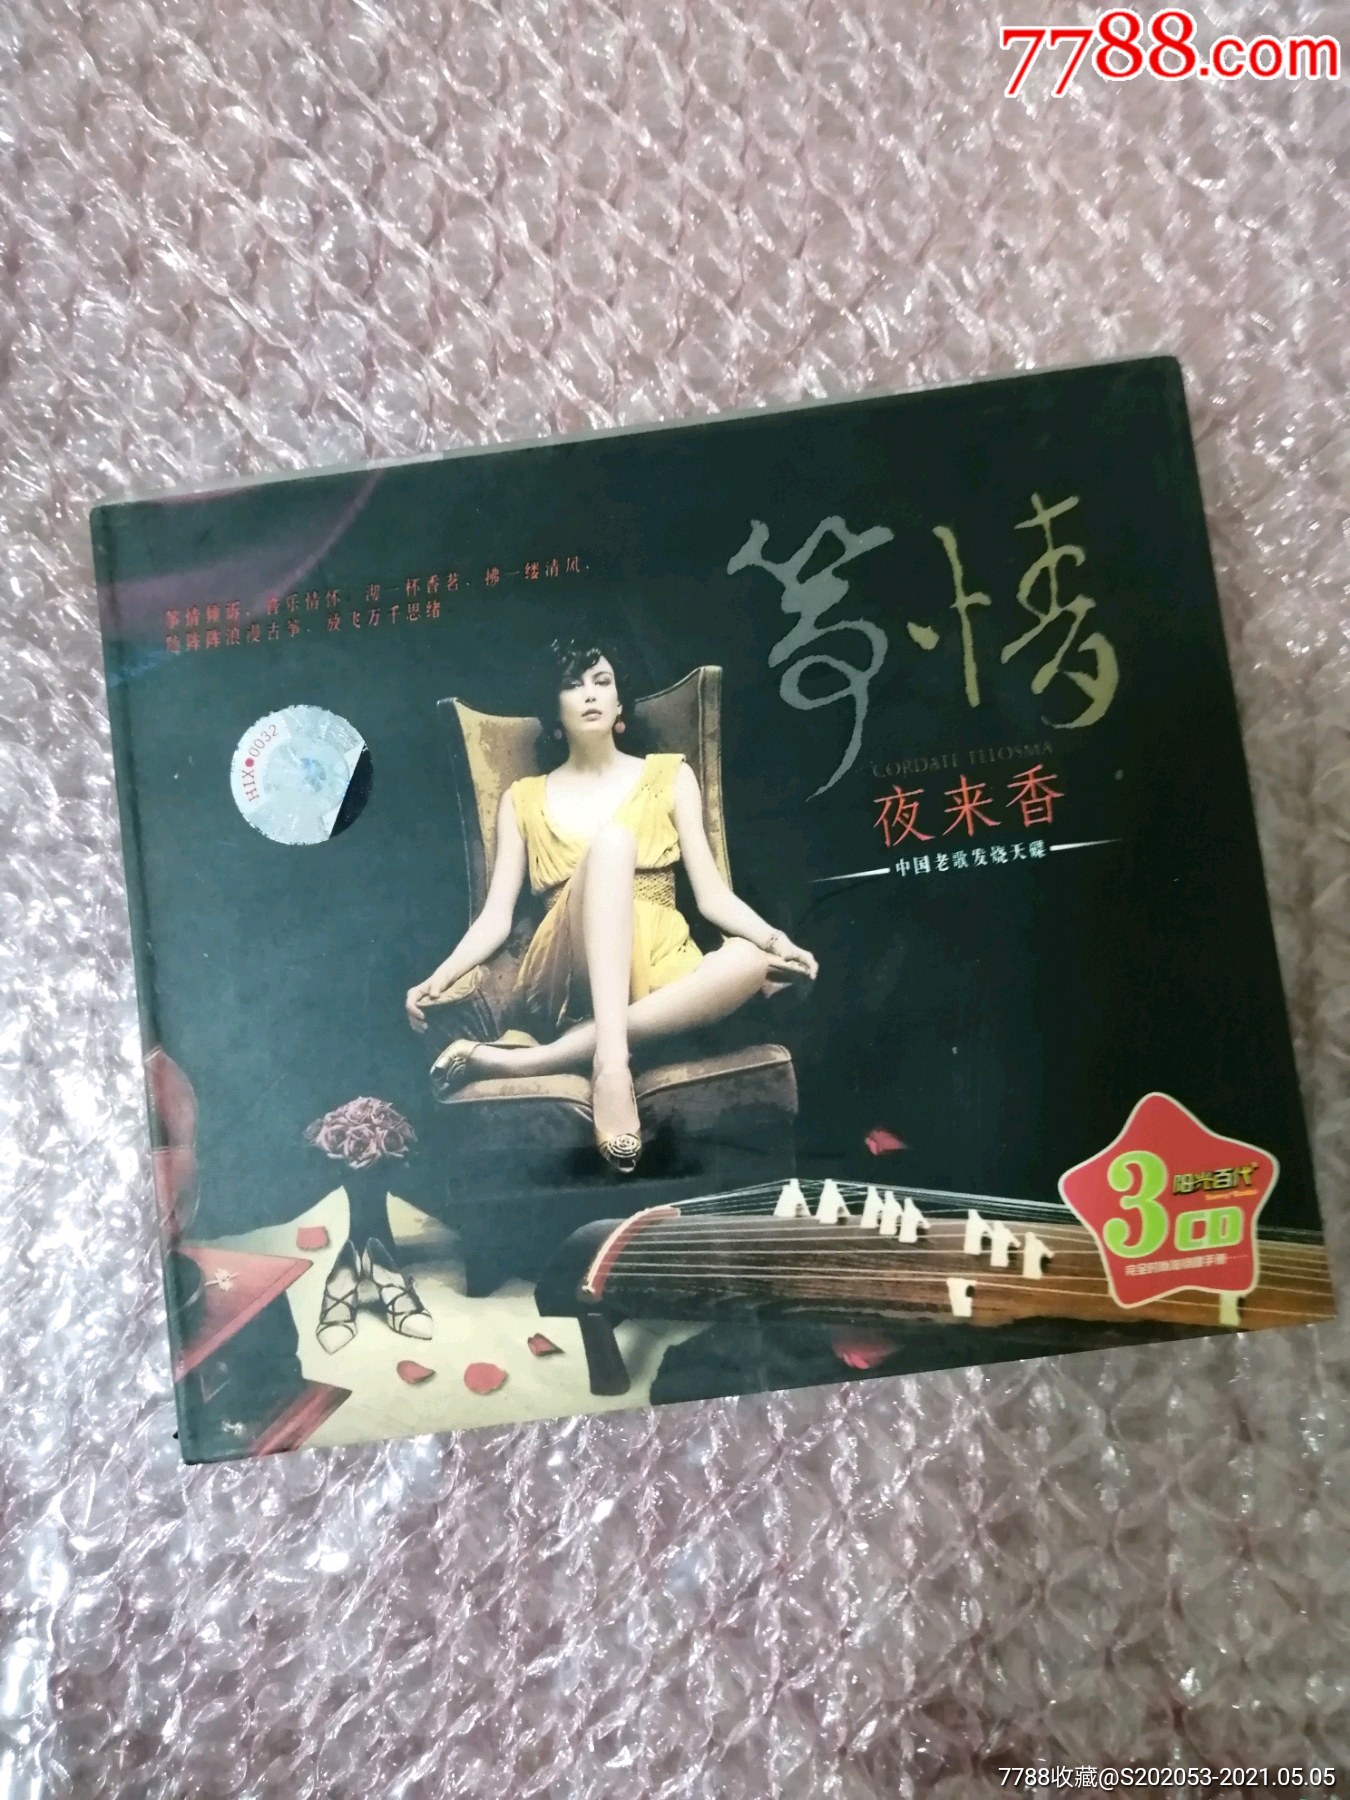 7788.com
筝情倾诉，音乐情怀，沏一杯香茗，拂一缕清风，
随阵阵浪漫古筝，放飞万千思绪
HIX●0032
筝情
CORDATE TELOSMA
夜来香
中国老歌发烧天碟
3CD
阳光百代
7788收藏@S202053-2021.05.05